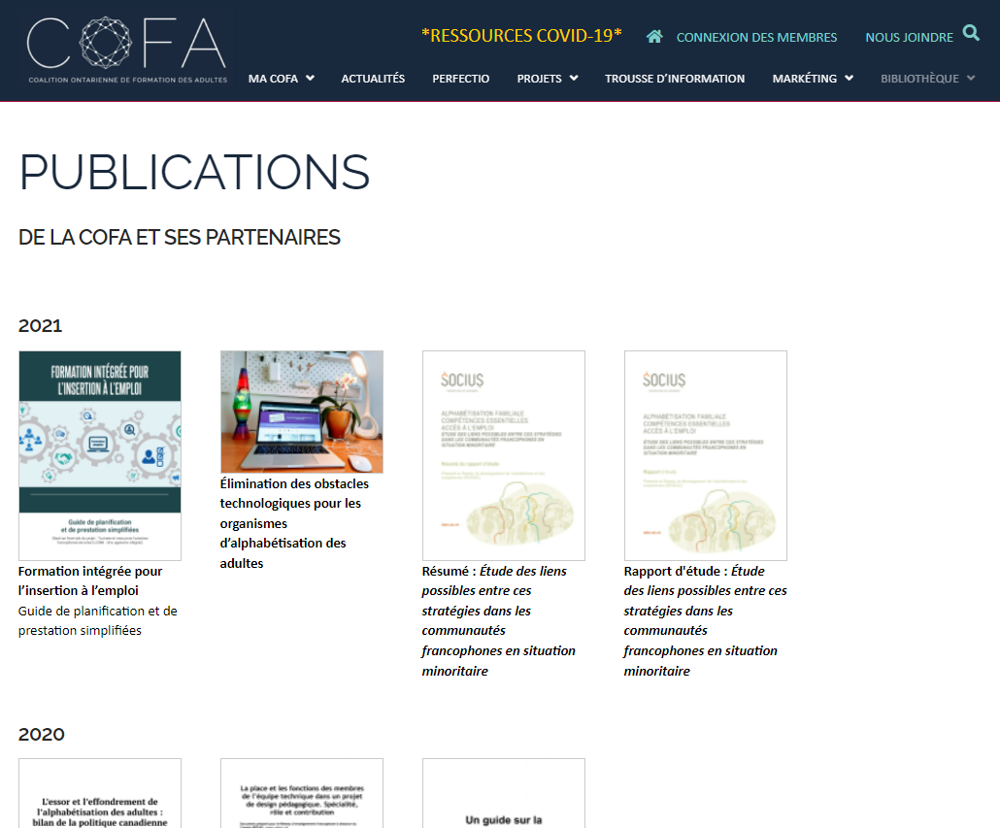 COFA
COALITION ONTARIENNE DE FORMATION DES ADULTES
*RESSOURCES COVID-19*
CONNEXION DES MEMBRES
NOUS JOINDRE
MA COFA
ACTUALITÉS
PERFECTIO
PROJETS
TROUSSE D’INFORMATION
MARKÉTING
BIBLIOTHÈQUE
PUBLICATIONS
DE LA COFA ET SES PARTENAIRES
2021
FORMATION INTÉGRÉE POUR
L'INSERTION À L'EMPLOI
Guide de planification
et de prestation simplifiées
Formation intégrée pour
l’insertion à l’emploi
Guide de planification et de
prestation simplifiées
Élimination des obstacles
technologiques pour les
organismes
d’alphabétisation des
adultes
SOCIUS
ALPHABÉTISATION FAMILIALE
COMPÉTENCES ESSENTIELLES
ACCÈS À L'EMPLOI
ÉTUDE DES LIENS POSSIBLES ENTRE CES STRATÉGIES
DANS LES COMMUNAUTÉS FRANCOPHONES EN
SITUATION MINORITAIRE
Résumé du rapport d'étude
Résumé : Étude des liens
possibles entre ces
stratégies dans les
communautés
francophones en situation
minoritaire
SOCIUS
ALPHABÉTISATION FAMILIALE
COMPÉTENCES ESSENTIELLES
ACCÈS À L'EMPLOI
ÉTUDE DES LIENS POSSIBLES ENTRE CES STRATÉGIES
DANS LES COMMUNAUTÉS FRANCOPHONES EN
SITUATION MINORITAIRE
Rapport d'étude
Rapport d'étude : Étude
des liens possibles entre ces
stratégies dans les
communautés
francophones en situation
minoritaire
2020
L'essor et l'effondrement de
l'alphabétisation des adultes :
bilan de la politique canadienne
La place et les fonctions des membres
de l'équipe technique dans un projet
de design pédagogique. Spécialité,
rôle et contribution
Un guide sur la